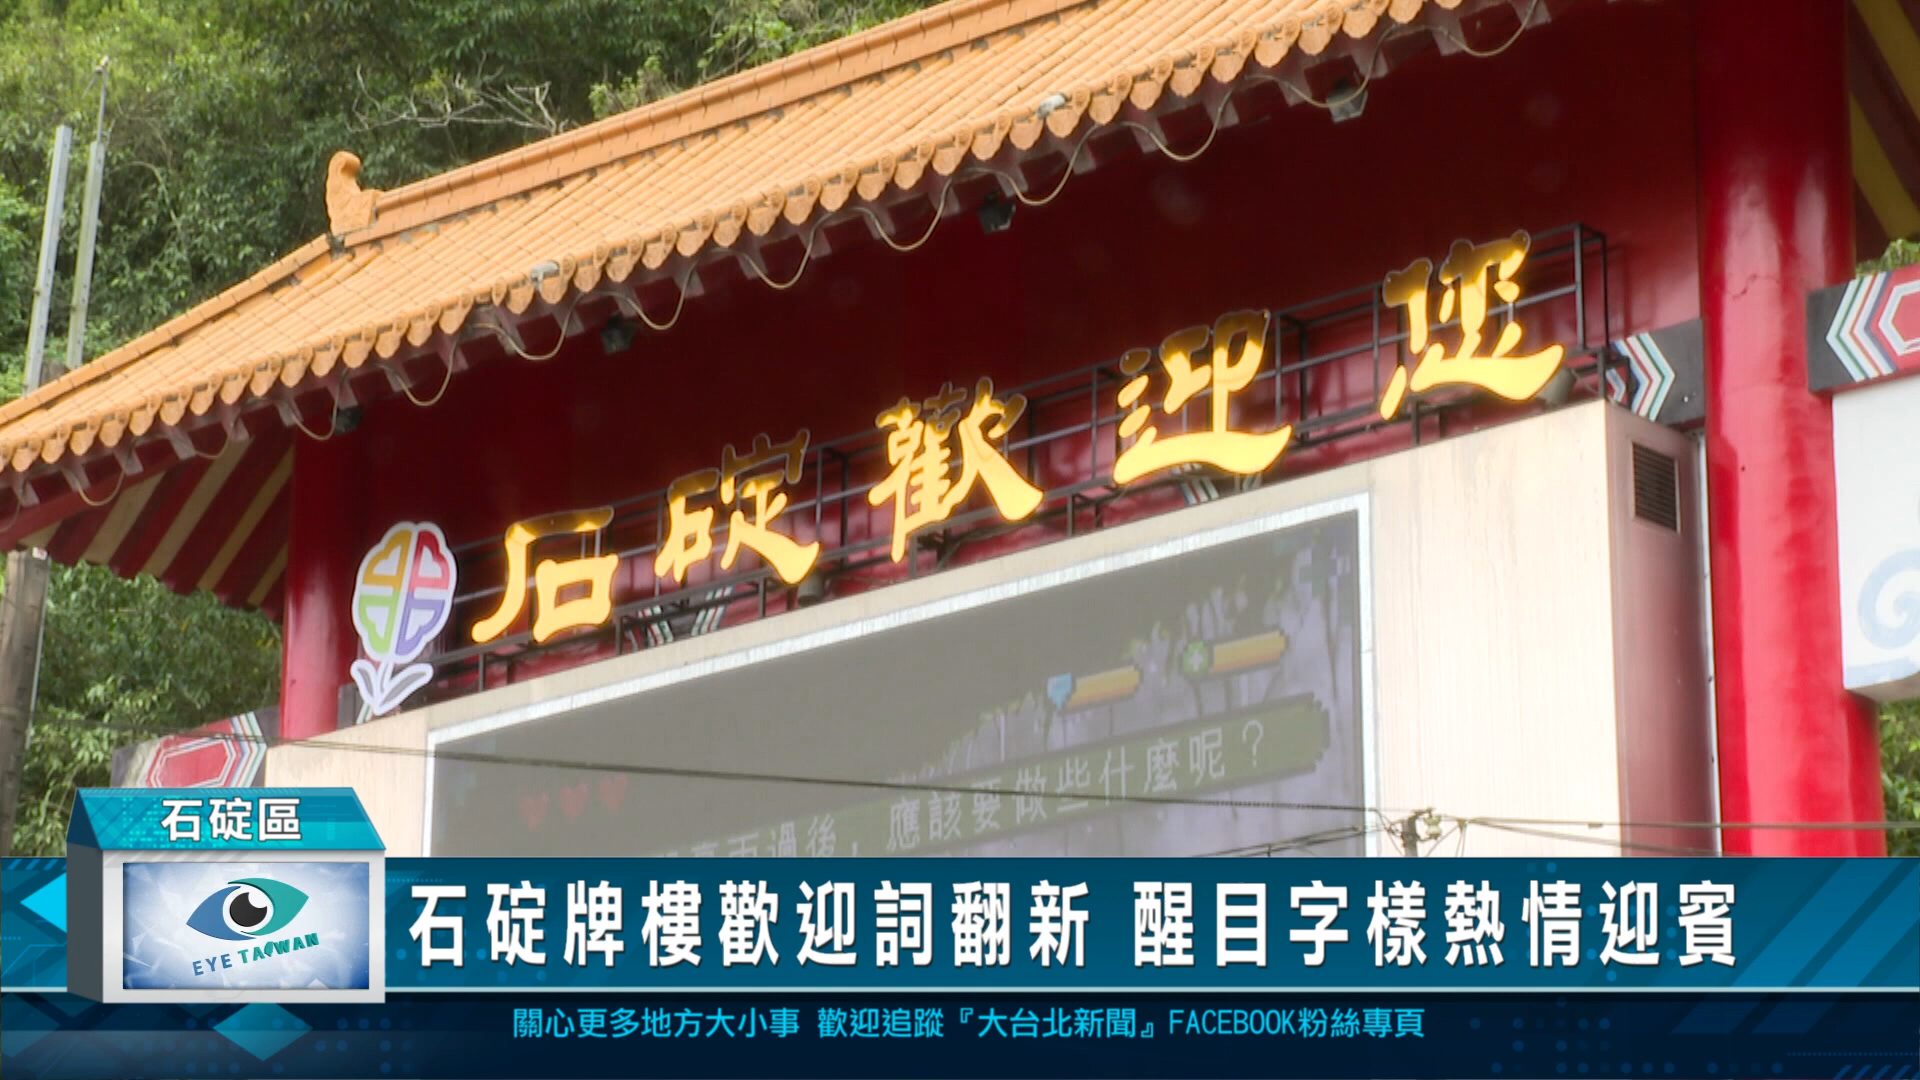 石碇歡迎您
應該要做些什麼呢？
石碇區
EYE TAIWAN
石碇牌樓歡迎詞翻新 醒目字樣熱情迎賓
關心更多地方大小事 歡迎追蹤『大台北新聞』FACEBOOK粉絲專頁